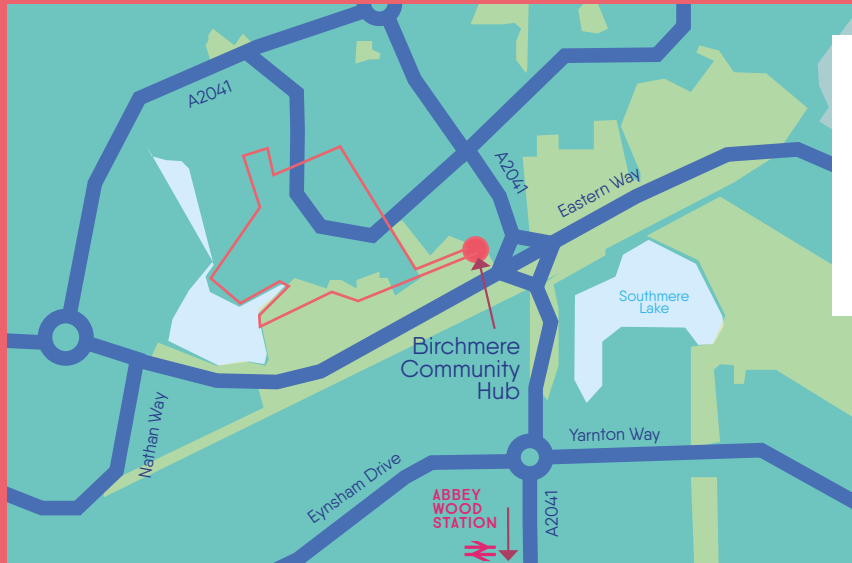 A2041
A2041
Eastern Way
Southmere
Lake
Birchmere
Community
Hub
Nathan Way
Yarnton Way
Eynsham Drive
ABBEY
WOOD
STATION
A2041